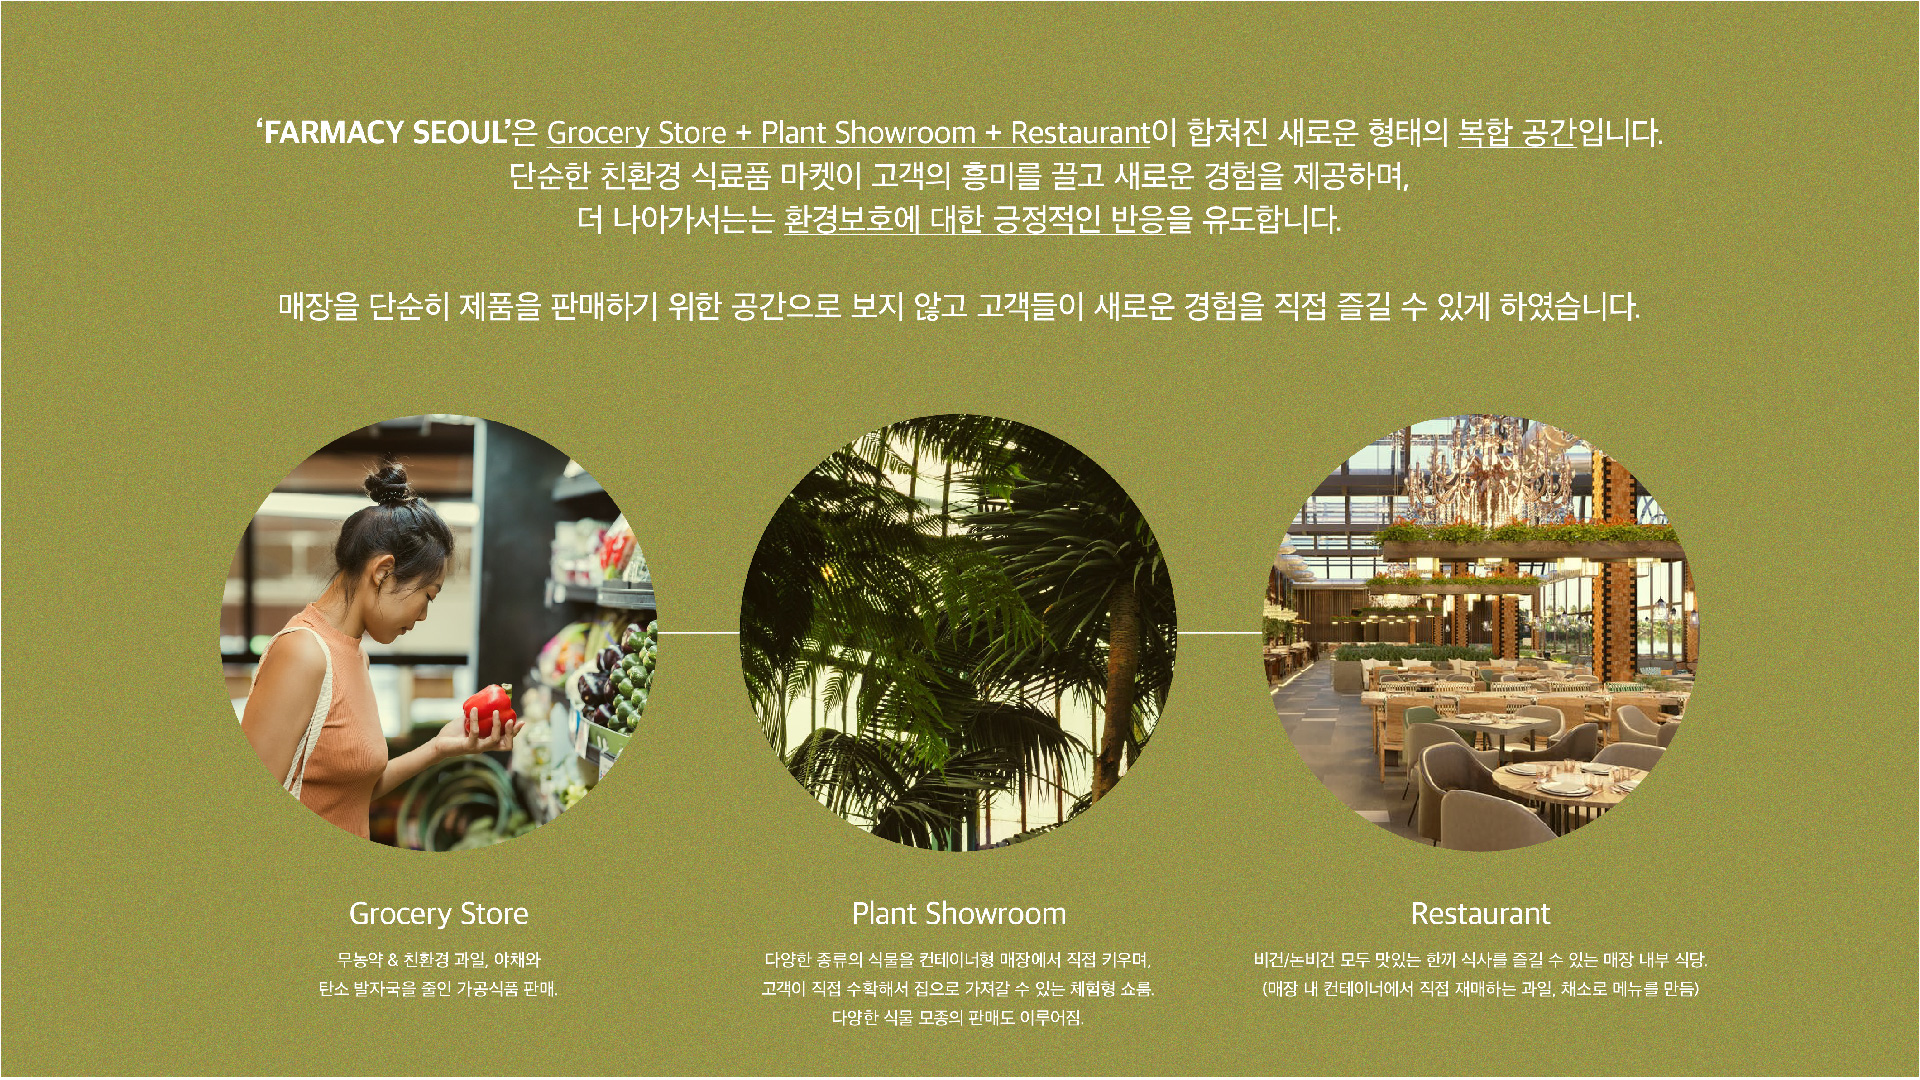 ‘FARMACY SEOUL’은 Grocery Store + Plant Showroom + Restaurant이 합쳐진 새로운 형태의 복합 공간입니다.
단순한 친환경 식료품 마켓이 고객의 흥미를 끌고 새로운 경험을 제공하며,
더 나아가서는는 환경보호에 대한 긍정적인 반응을 유도합니다.
매장을 단순히 제품을 판매하기 위한 공간으로 보지 않고 고객들이 새로운 경험을 직접 즐길 수 있게 하였습니다.
Grocery Store
무농약 & 친환경 과일, 야채와
탄소 발자국을 줄인 가공식품 판매.
Plant Showroom
다양한 종류의 식물을 컨테이너형 매장에서 직접 키우며,
고객이 직접 수확해서 집으로 가져갈 수 있는 체험형 쇼룸.
다양한 식물 모종의 판매도 이루어짐.
Restaurant
비건/논비건 모두 맛있는 한끼 식사를 즐길 수 있는 매장 내부 식당.
(매장 내 컨테이너에서 직접 재매하는 과일, 채소로 메뉴를 만듬)